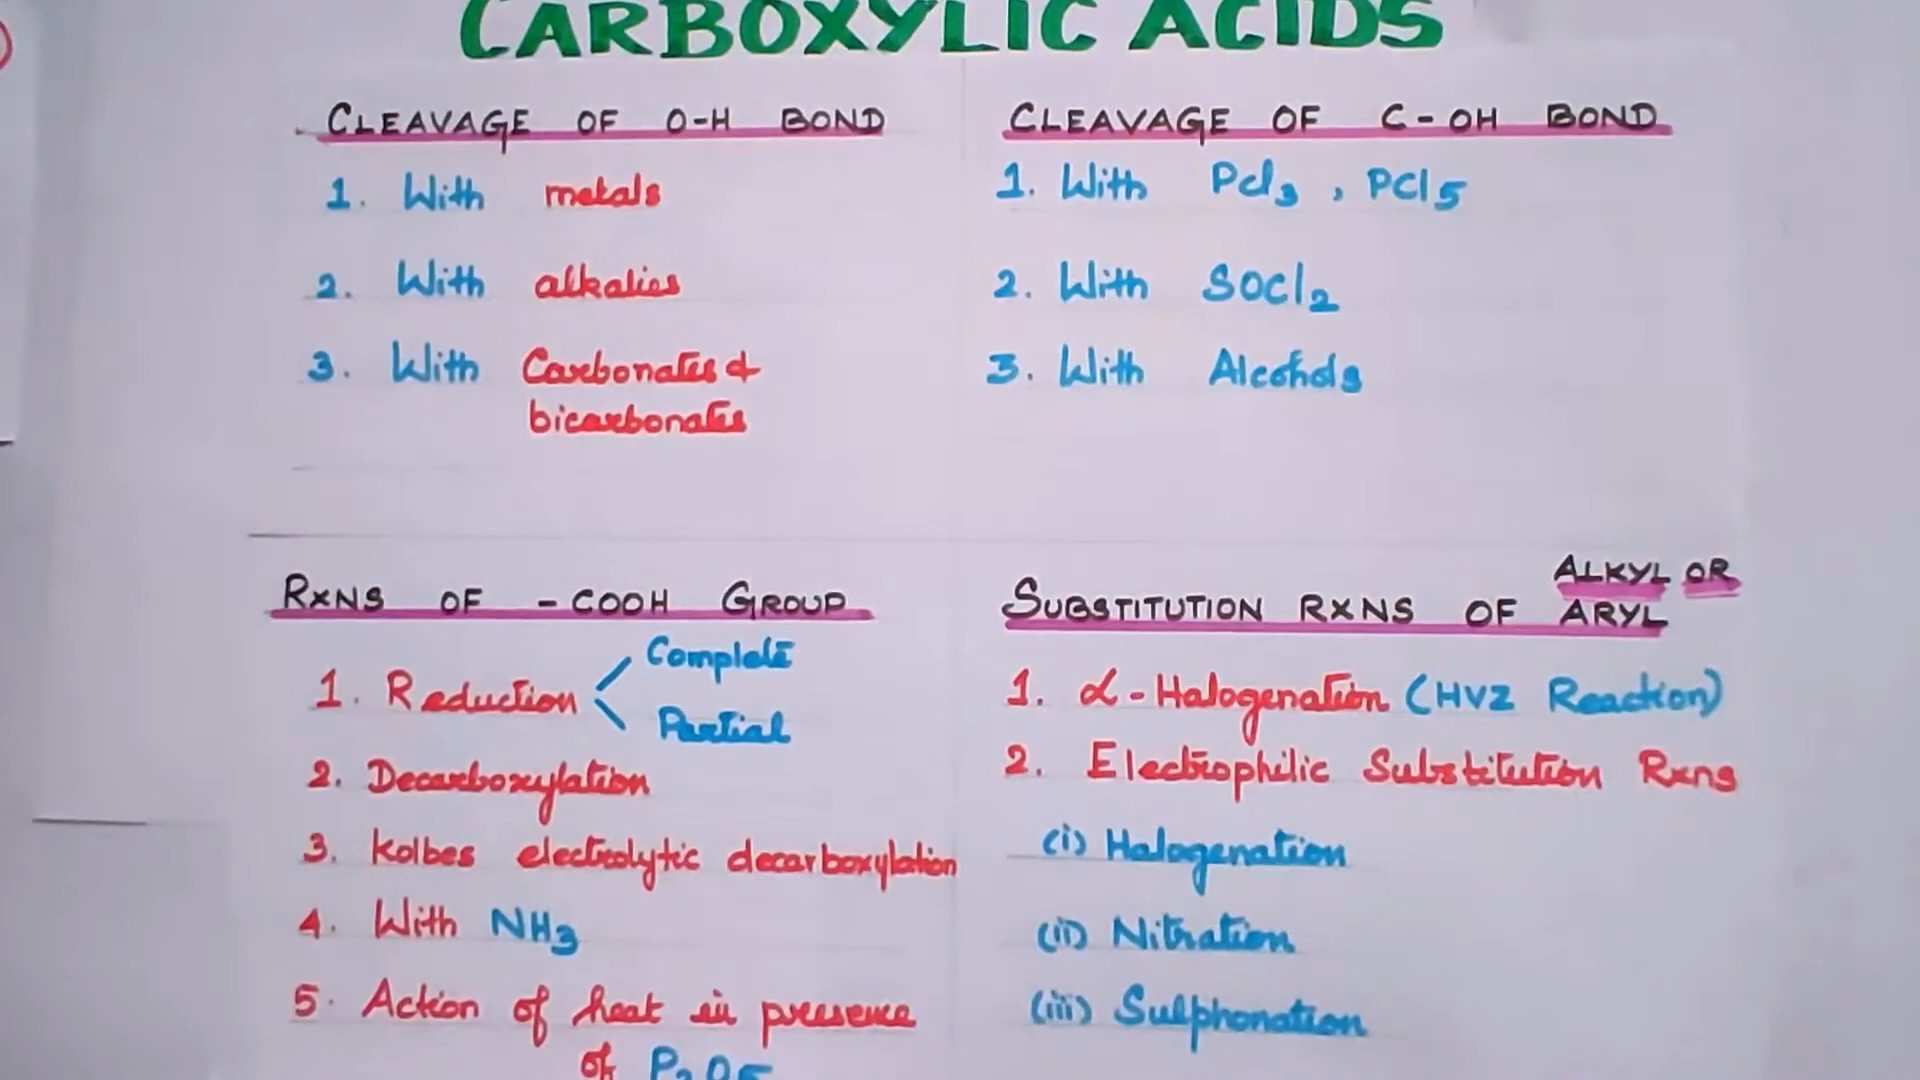 CARBOXYLIC ACIDS
CLEAVAGE OF O-H BOND
1. With metals
2. With alkalies
3. With Carbonates &
bicarbonates
CLEAVAGE OF C-OH BOND
1. With PCl3, PCl5
2. With SOCl2
3. With Alcohols
RXNS OF -COOH GROUP
1. Reduction
Complete
Partial
2. Decarboxylation
3. Kolbes electrolytic decarboxylation
4. With NH3
5. Action of heat in presence
of P2O5
SUBSTITUTION RXNS OF ALKYL OR
ARYL
1. α-Halogenation (HVZ Reaction)
2. Electrophilic Substitution Rxns
(i) Halogenation
(ii) Nitration
(iii) Sulphonation